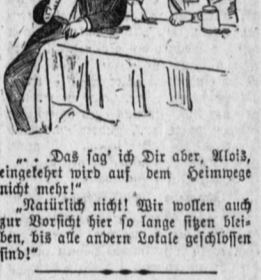 „. . .Das sag' ich Dir aber, Alois,
eingekehrt wird auf dem Heimwege
nicht mehr!"
„Natürlich nicht! Wir wollen auch
zur Vorsicht hier so lange sitzen blei-
ben, bis alle andern Lokale geschlossen
sind!"